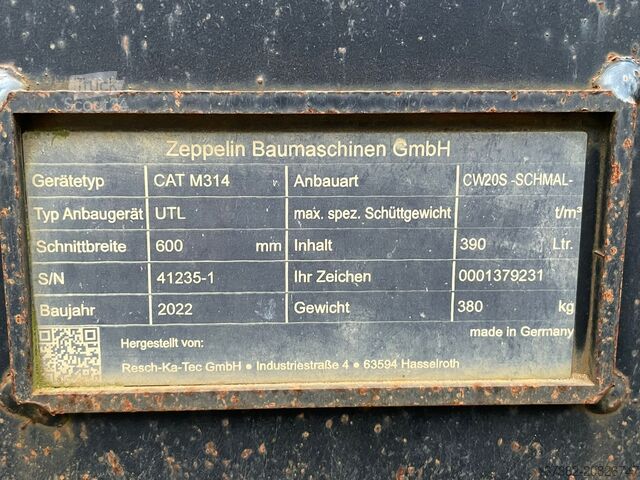 Truck
Scout24
Zeppelin Baumaschinen GmbH
Gerätetyp CAT M314 Anbauart CW20S -SCHMAL-
Typ Anbaugerät UTL max. spez. Schüttgewicht t/m³
Schnittbreite 600 mm Inhalt 390 Ltr.
S/N 41235-1 Ihr Zeichen 0001379231
Baujahr 2022 Gewicht 380 kg
made in Germany
Hergestellt von:
Resch-Ka-Tec GmbH ● Industriestraße 4 ● 63594 Hasselroth